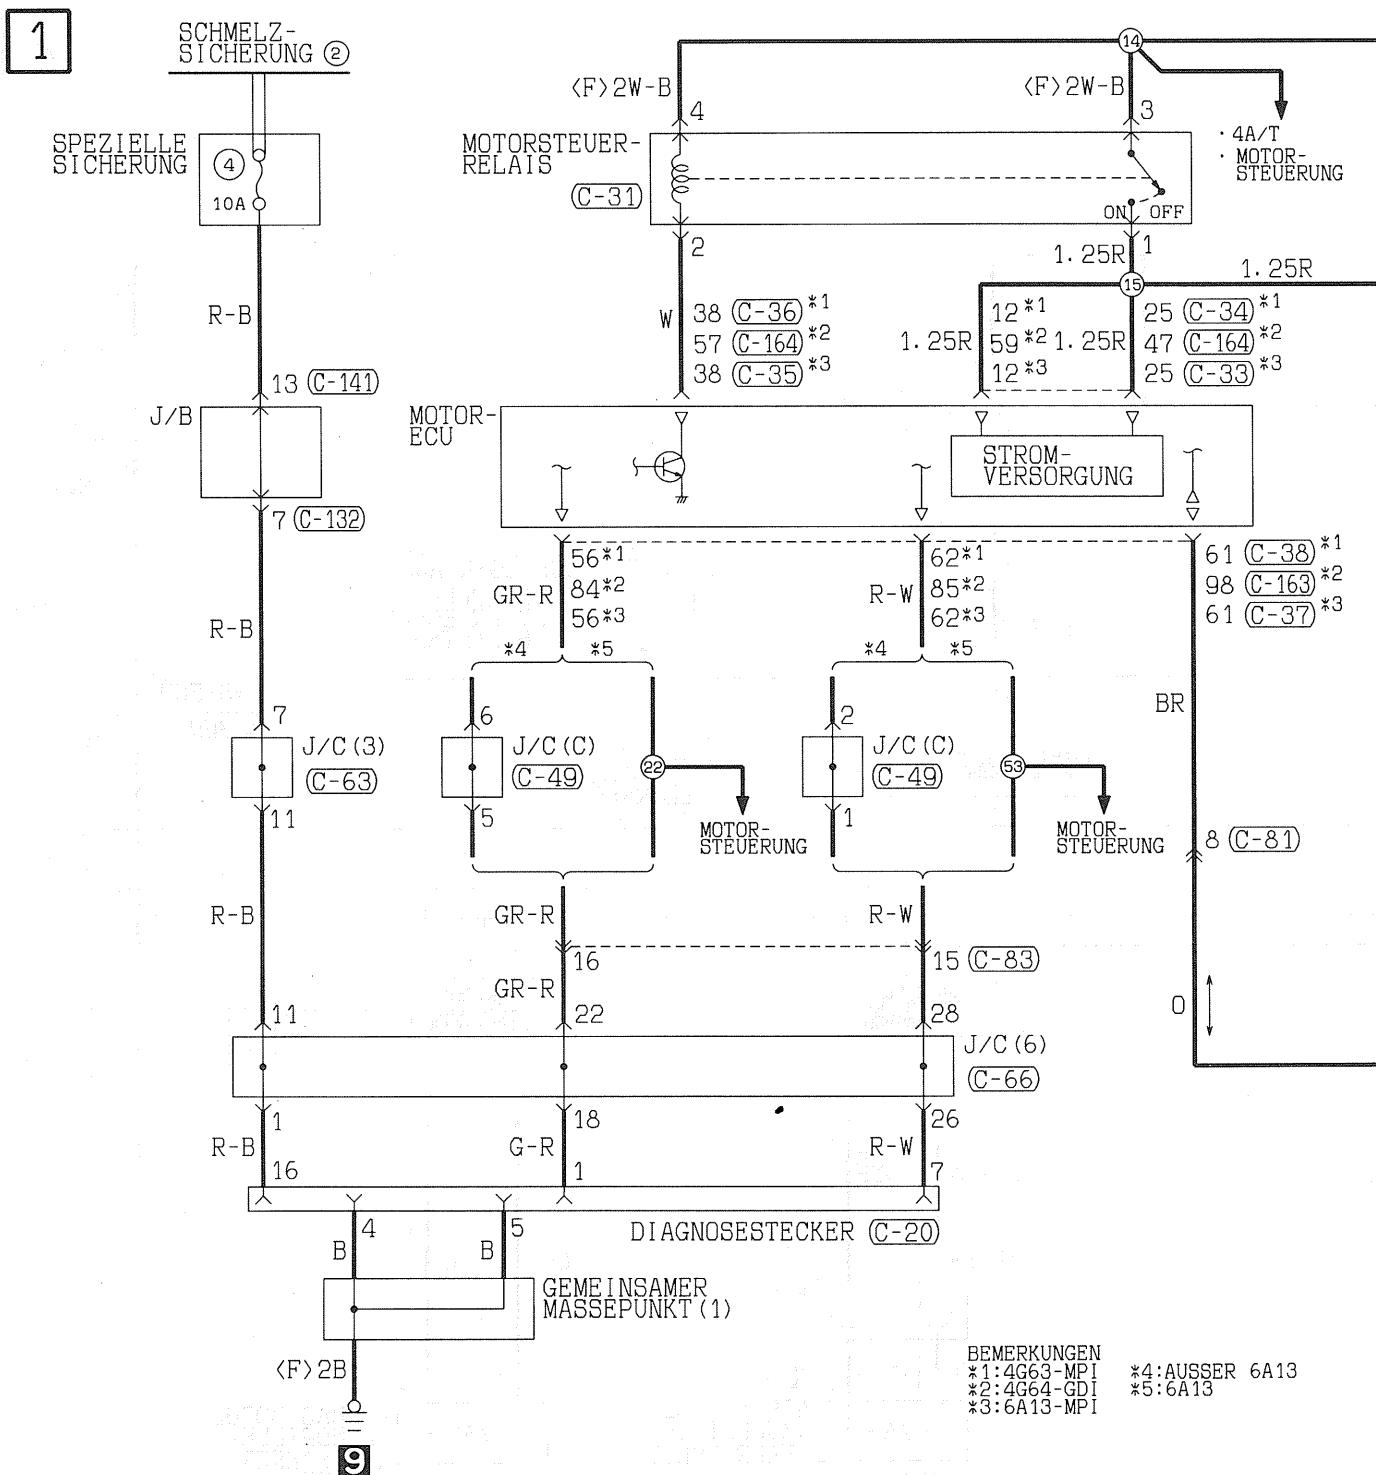 1
SCHMELZ-
SICHERUNG ②
14
<F>2W-B
<F>2W-B
4
3
SPEZIELLE
SICHERUNG
4
10A
MOTORSTEUER-
RELAIS
(C-31)
· 4A/T
· MOTOR-
STEUERUNG
ON OFF
2
1
1.25R
15
1.25R
R-B
W
38 (C-36)*1
57 (C-164)*2
38 (C-35)*3
1.25R
12*1
59*2
12*3
1.25R
25 (C-34)*1
47 (C-164)*2
25 (C-33)*3
13 (C-141)
J/B
MOTOR-
ECU
STROM-
VERSORGUNG
7 (C-132)
GR-R
56*1
84*2
56*3
R-W
62*1
85*2
62*3
61 (C-38)*1
98 (C-163)*2
61 (C-37)*3
R-B
*4 *5
*4 *5
BR
7
J/C(3)
(C-63)
11
6
J/C(C)
(C-49)
5
22
MOTOR-
STEUERUNG
2
J/C(C)
(C-49)
1
53
MOTOR-
STEUERUNG
8 (C-81)
R-B
GR-R
R-W
16
15 (C-83)
GR-R
O
11
22
28
J/C(6)
(C-66)
1
18
26
R-B
G-R
R-W
16
1
7
4
5
DIAGNOSESTECKER (C-20)
B
B
GEMEINSAMER
MASSEPUNKT(1)
<F>2B
9
BEMERKUNGEN
*1:4G63-MPI *4:AUSSER 6A13
*2:4G64-GDI *5:6A13
*3:6A13-MPI